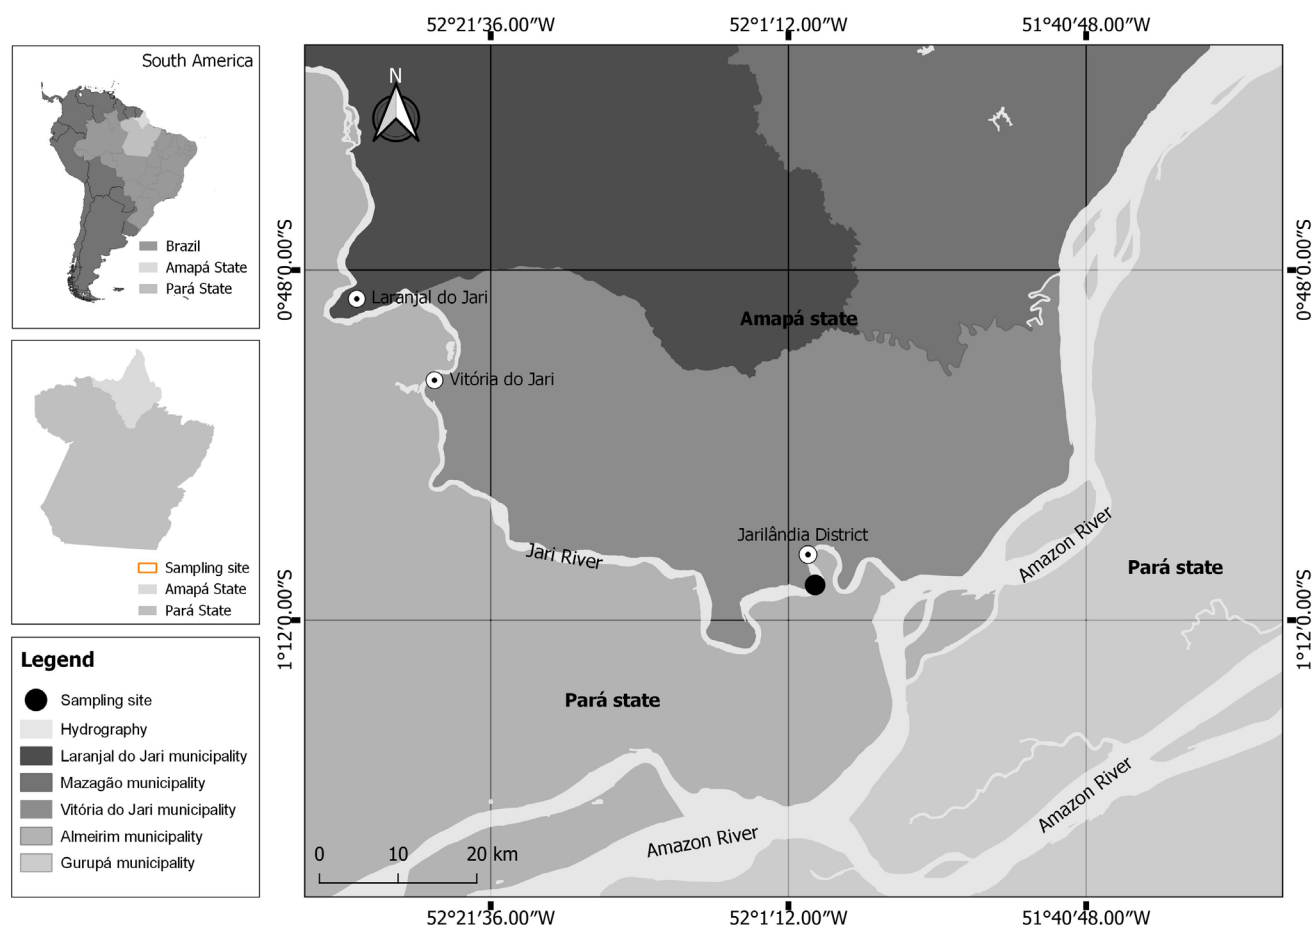 52°21′36.00″W
52°1′12.00″W
51°40′48.00″W
South America
Brazil
Amapá State
Pará State
Sampling site
Amapá State
Pará State
Legend
Sampling site
Hydrography
Laranjal do Jari municipality
Mazagão municipality
Vitória do Jari municipality
Almeirim municipality
Gurupá municipality
N
0°48′0.00″S
0°48′0.00″S
Laranjal do Jari
Amapá state
Vitória do Jari
Jarilândia District
Jari River
Amazon River
Pará state
1°12′0.00″S
1°12′0.00″S
Pará state
Amazon River
Amazon River
0 10 20 km
52°21′36.00″W
52°1′12.00″W
51°40′48.00″W